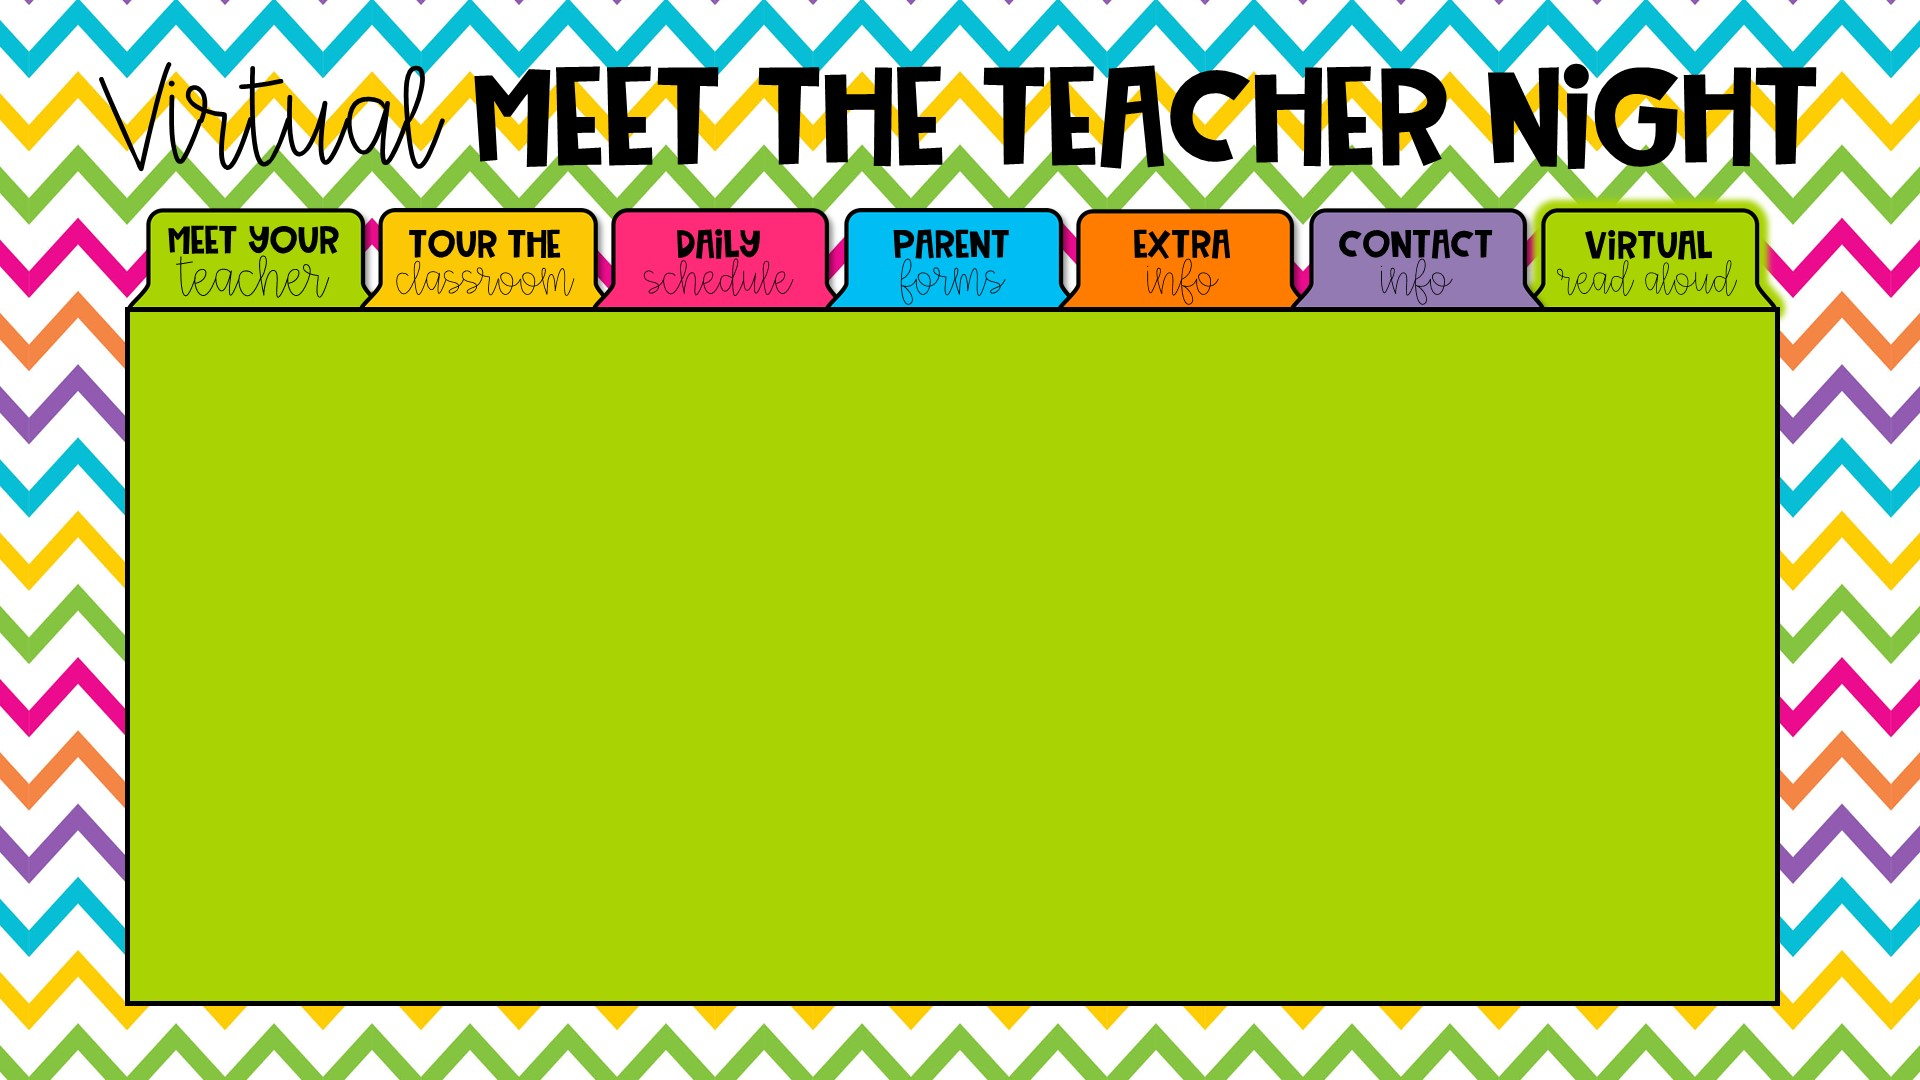 Virtual MEET THE TEACHER NiGHT
MEET YOUR
teacher
TOUR THE
classroom
DAiLY
schedule
PARENT
forms
EXTRA
info
CONTACT
info
ViRTUAL
read aloud